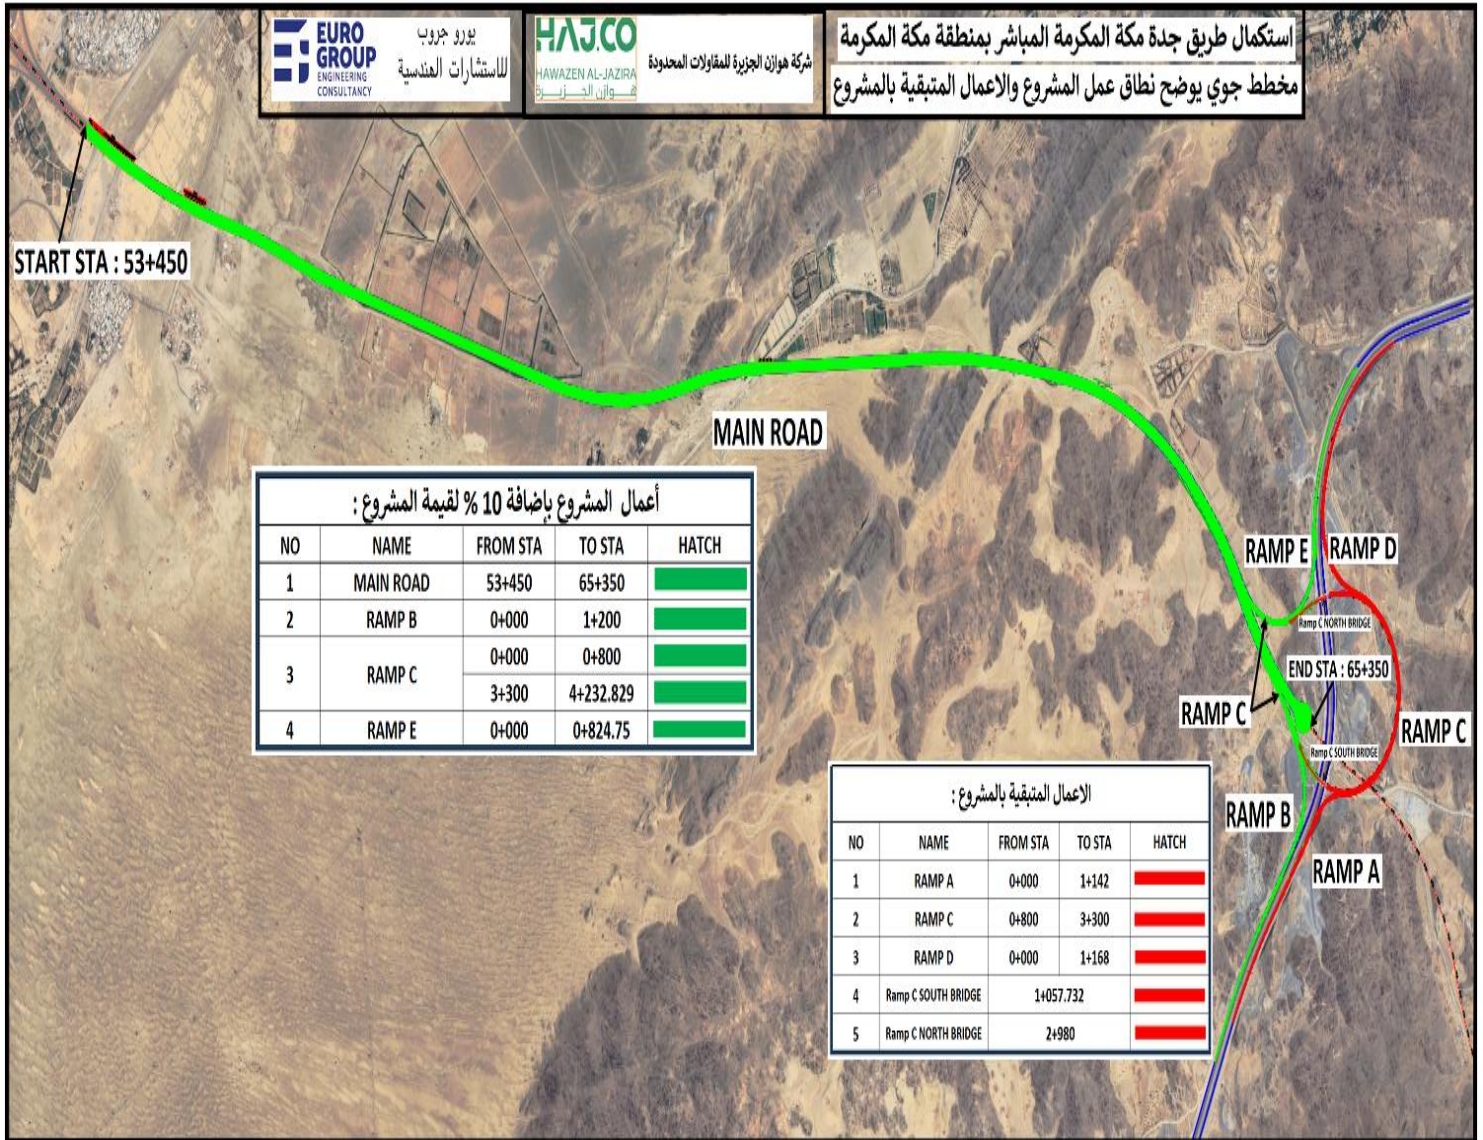 استكمال طريق جدة مكة المكرمة المباشر بمنطقة مكة المكرمة
مخطط جوي يوضح نطاق عمل المشروع والاعمال المتبقية بالمشروع
HAJ.CO
HAWAZEN AL-JAZIRA
هـوازن الـجـزيـرة
شركة هوازن الجزيرة للمقاولات المحدودة
EURO
GROUP
ENGINEERING
CONSULTANCY
يورو جروب
للاستشارات الهندسية
START STA : 53+450
MAIN ROAD
RAMP E
RAMP D
Ramp C NORTH BRIDGE
END STA : 65+350
RAMP C
RAMP C
Ramp C SOUTH BRIDGE
RAMP B
RAMP A
أعمال المشروع بإضافة 10 % لقيمة المشروع :
NO NAME FROM STA TO STA HATCH
1 MAIN ROAD 53+450 65+350
2 RAMP B 0+000 1+200
3 RAMP C 0+000 0+800
3+300 4+232.829
4 RAMP E 0+000 0+824.75
الاعمال المتبقية بالمشروع :
NO NAME FROM STA TO STA HATCH
1 RAMP A 0+000 1+142
2 RAMP C 0+800 3+300
3 RAMP D 0+000 1+168
4 Ramp C SOUTH BRIDGE 1+057.732
5 Ramp C NORTH BRIDGE 2+980